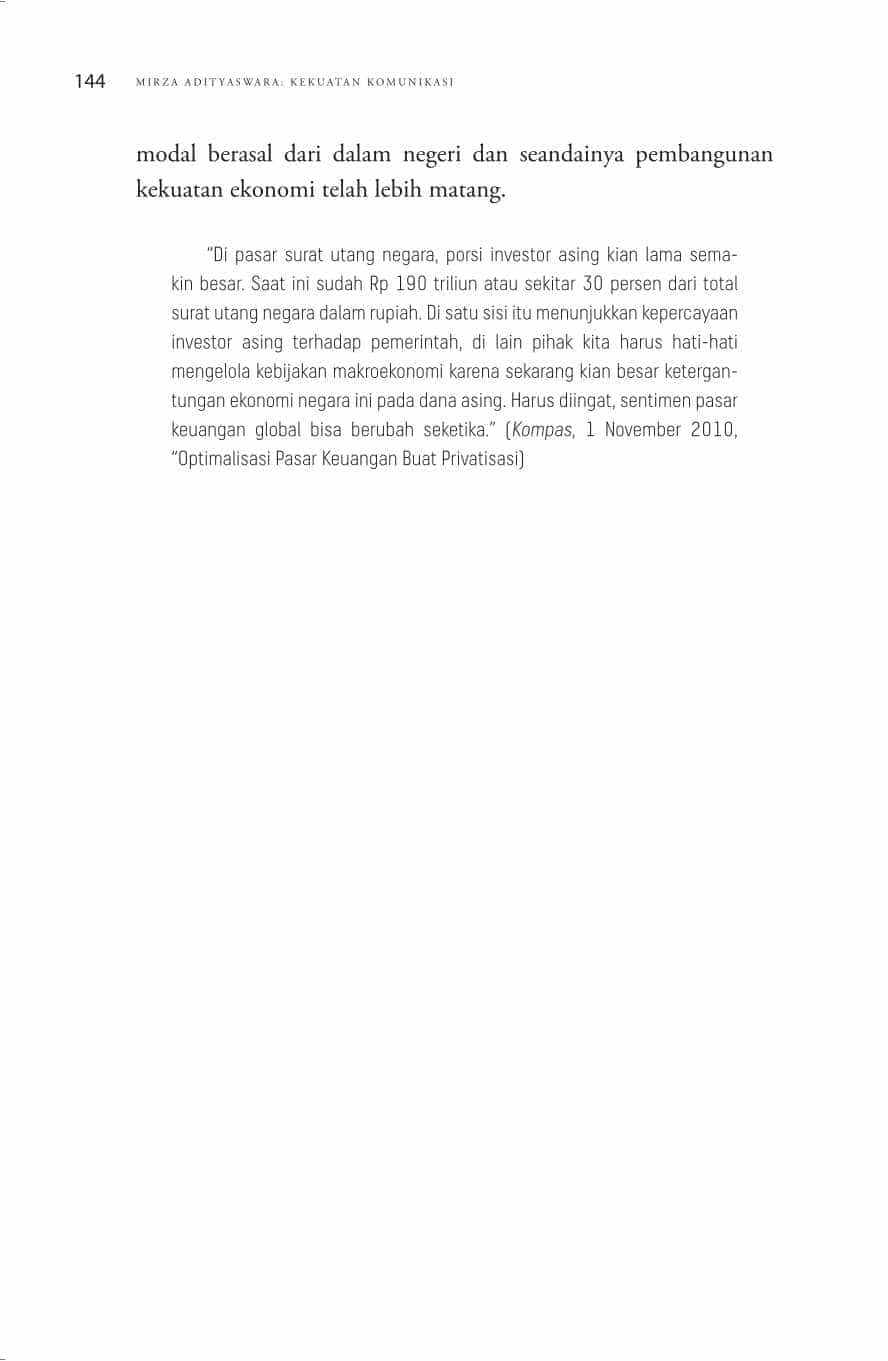 144 MIRZA ADITYASWARA: KEKUATAN KOMUNIKASI
modal berasal dari dalam negeri dan seandainya pembangunan
kekuatan ekonomi telah lebih matang.
“Di pasar surat utang negara, porsi investor asing kian lama sema-
kin besar. Saat ini sudah Rp 190 triliun atau sekitar 30 persen dari total
surat utang negara dalam rupiah. Di satu sisi itu menunjukkan kepercayaan
investor asing terhadap pemerintah, di lain pihak kita harus hati-hati
mengelola kebijakan makroekonomi karena sekarang kian besar ketergan-
tungan ekonomi negara ini pada dana asing. Harus diingat, sentimen pasar
keuangan global bisa berubah seketika.” (Kompas, 1 November 2010,
“Optimalisasi Pasar Keuangan Buat Privatisasi)